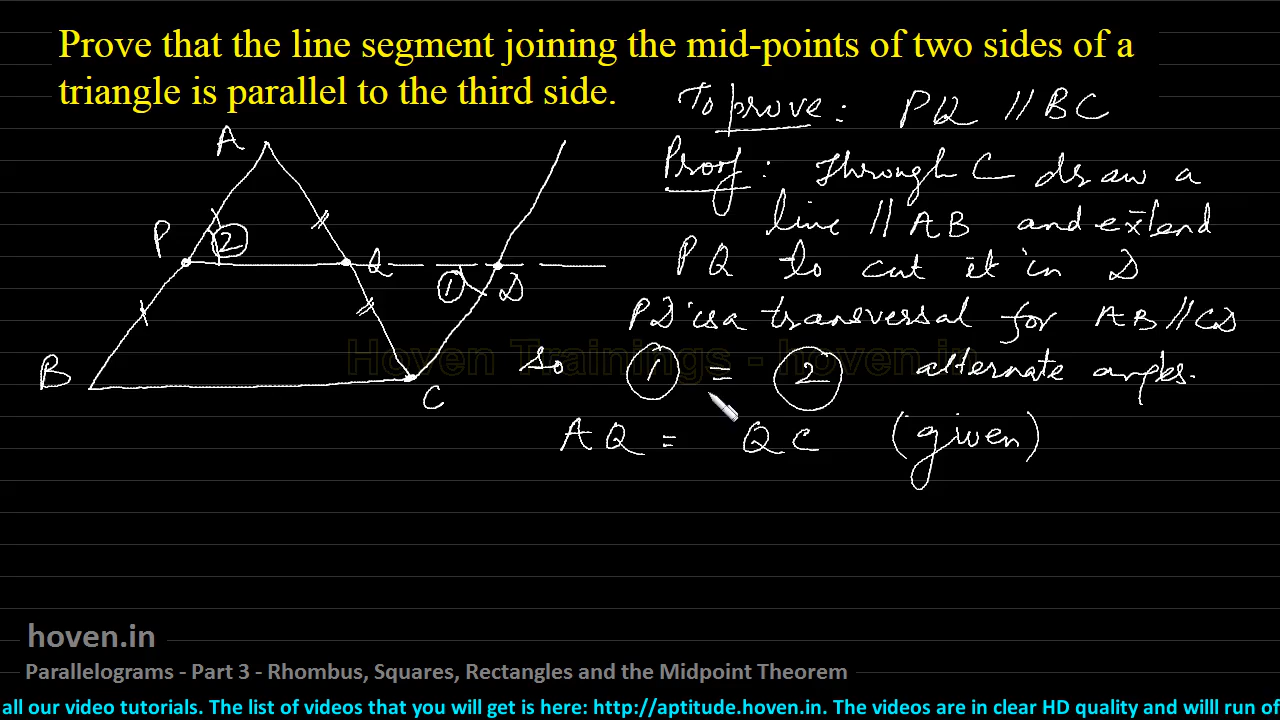 Prove that the line segment joining the mid-points of two sides of a
triangle is parallel to the third side.
To prove : PQ // BC
Proof : Through C draw a
line // AB and extend
PQ to cut it in D
PD is a transversal for AB // CD
so 1 = 2 alternate angles.
AQ = QC (given)
A
P
2
Q
1
D
B
C
Hoven Trainings - hoven.in
hoven.in
Parallelograms - Part 3 - Rhombus, Squares, Rectangles and the Midpoint Theorem
all our video tutorials. The list of videos that you will get is here: http://aptitude.hoven.in. The videos are in clear HD quality and willl run of